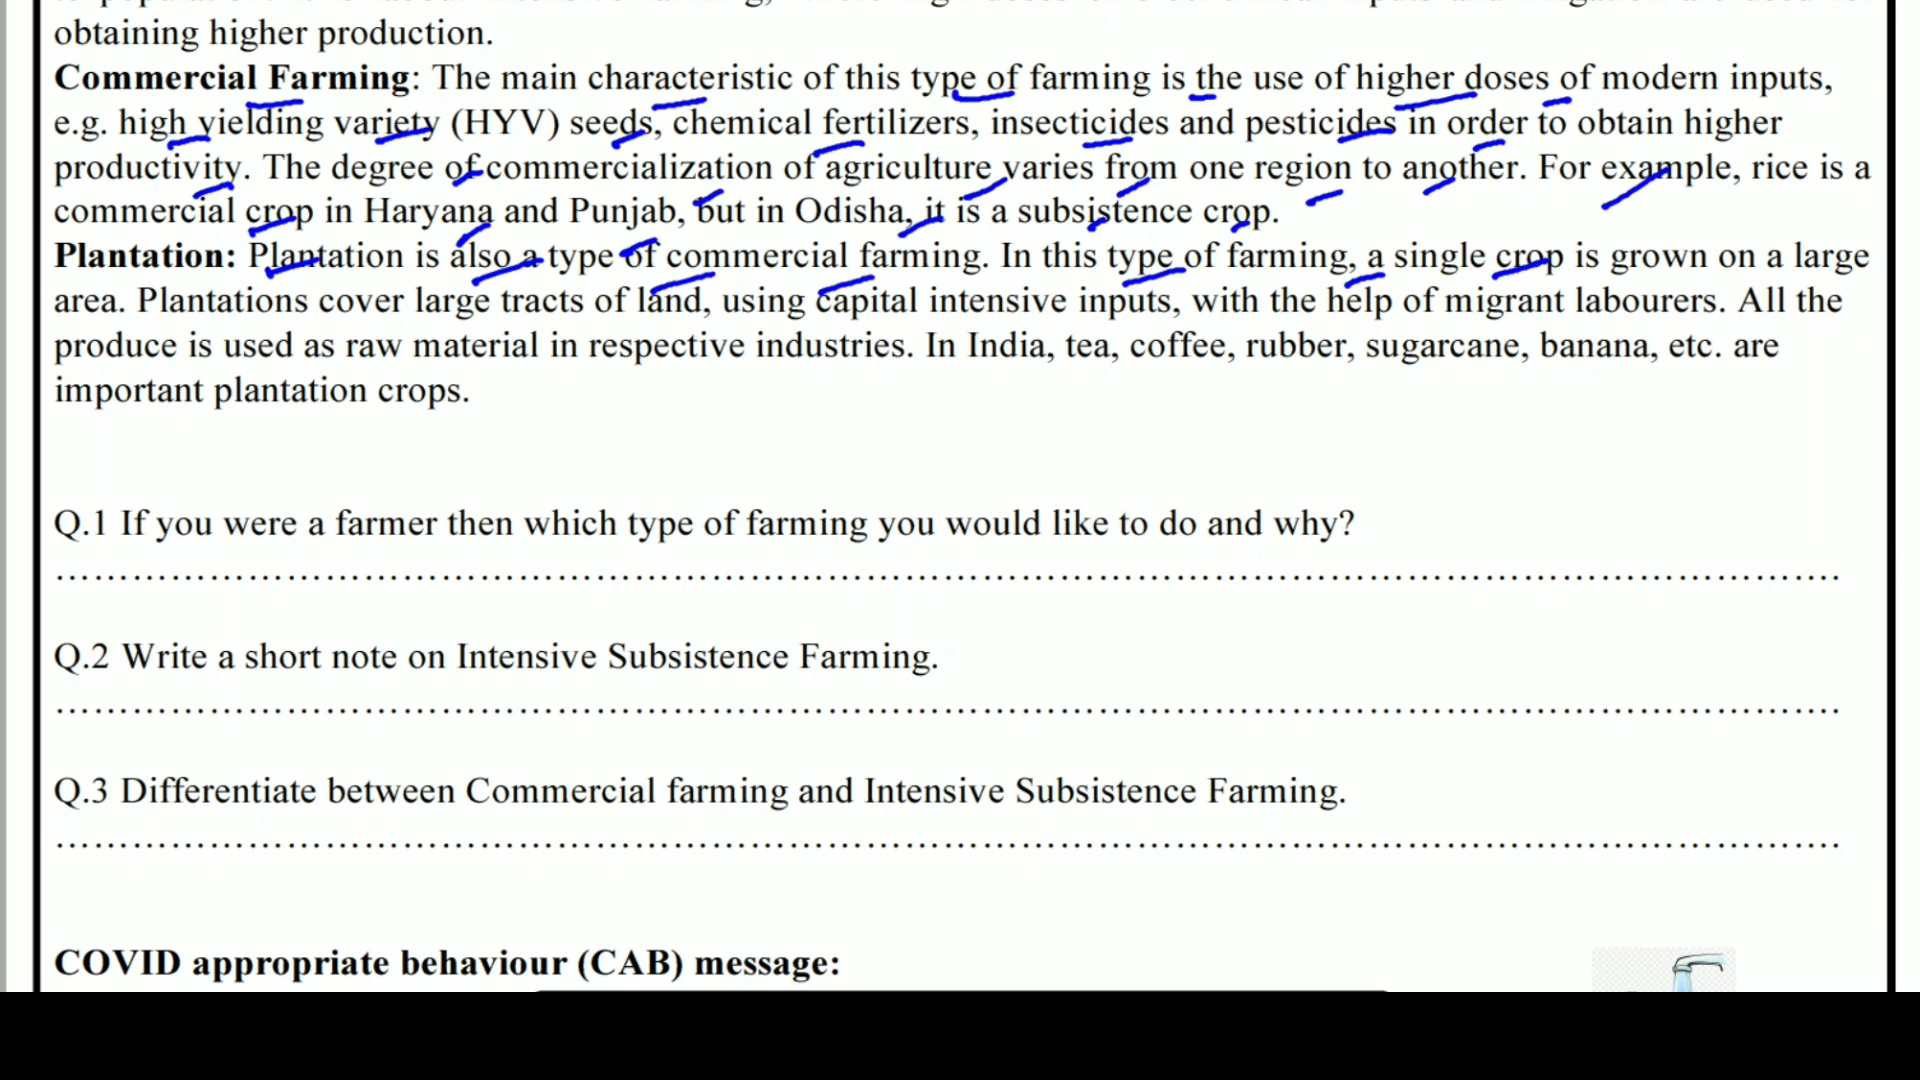 obtaining higher production.
Commercial Farming: The main characteristic of this type of farming is the use of higher doses of modern inputs,
e.g. high yielding variety (HYV) seeds, chemical fertilizers, insecticides and pesticides in order to obtain higher
productivity. The degree of commercialization of agriculture varies from one region to another. For example, rice is a
commercial crop in Haryana and Punjab, but in Odisha, it is a subsistence crop.
Plantation: Plantation is also a type of commercial farming. In this type of farming, a single crop is grown on a large
area. Plantations cover large tracts of land, using capital intensive inputs, with the help of migrant labourers. All the
produce is used as raw material in respective industries. In India, tea, coffee, rubber, sugarcane, banana, etc. are
important plantation crops.
Q.1 If you were a farmer then which type of farming you would like to do and why?
Q.2 Write a short note on Intensive Subsistence Farming.
Q.3 Differentiate between Commercial farming and Intensive Subsistence Farming.
COVID appropriate behaviour (CAB) message: